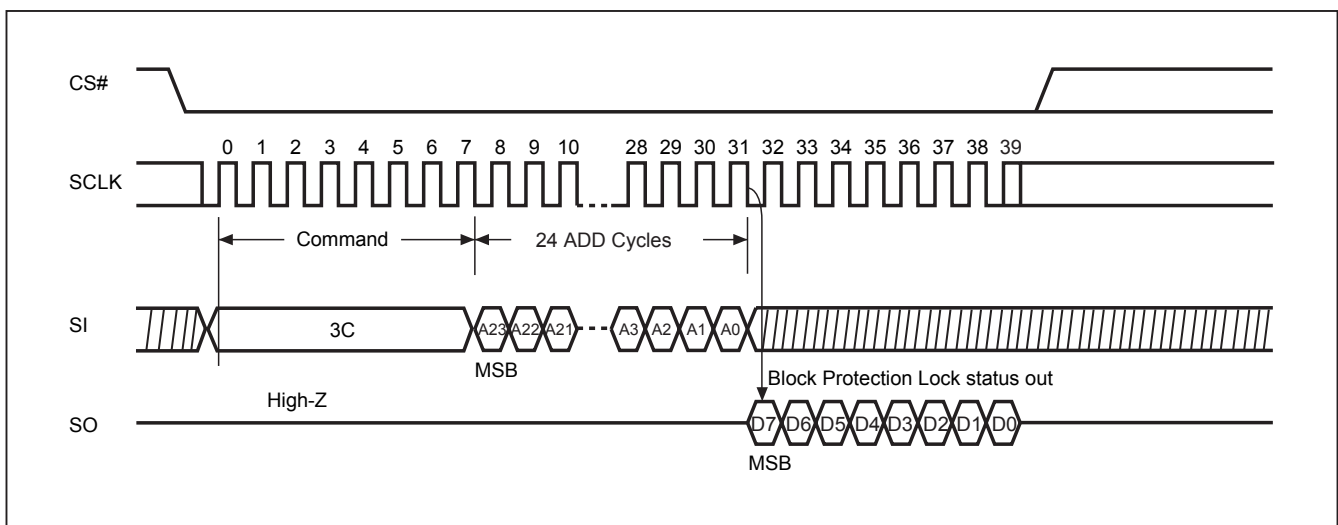 CS#
0 1 2 3 4 5 6 7 8 9 10 28 29 30 31 32 33 34 35 36 37 38 39
SCLK
Command 24 ADD Cycles
SI 3C A23 A22 A21 A3 A2 A1 A0
MSB
Block Protection Lock status out
High-Z
SO D7 D6 D5 D4 D3 D2 D1 D0
MSB